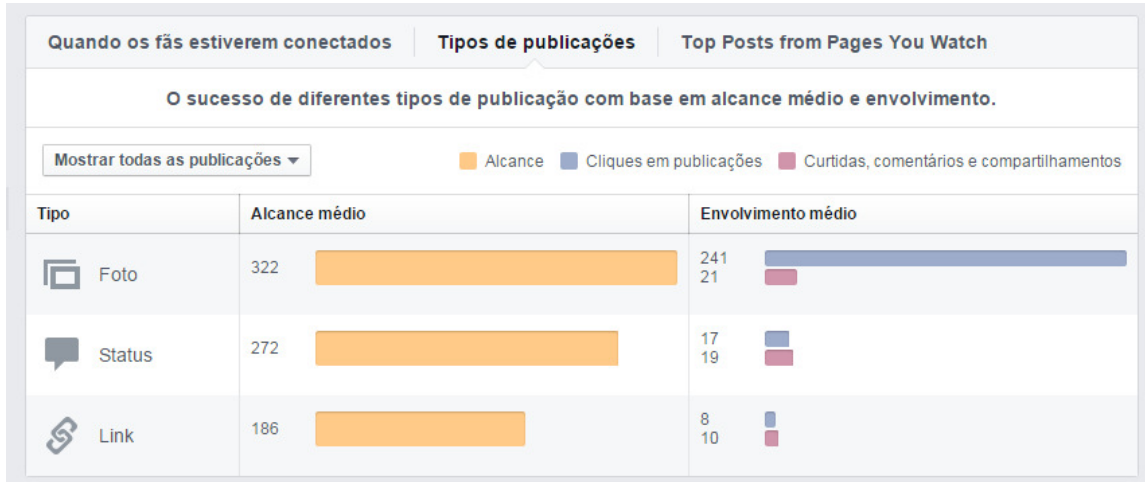 Quando os fãs estiverem conectados Tipos de publicações Top Posts from Pages You Watch
O sucesso de diferentes tipos de publicação com base em alcance médio e envolvimento.
Mostrar todas as publicações Alcance Cliques em publicações Curtidas, comentários e compartilhamentos
Tipo Alcance médio Envolvimento médio
Foto 322 241
21
Status 272 17
19
Link 186 8
10